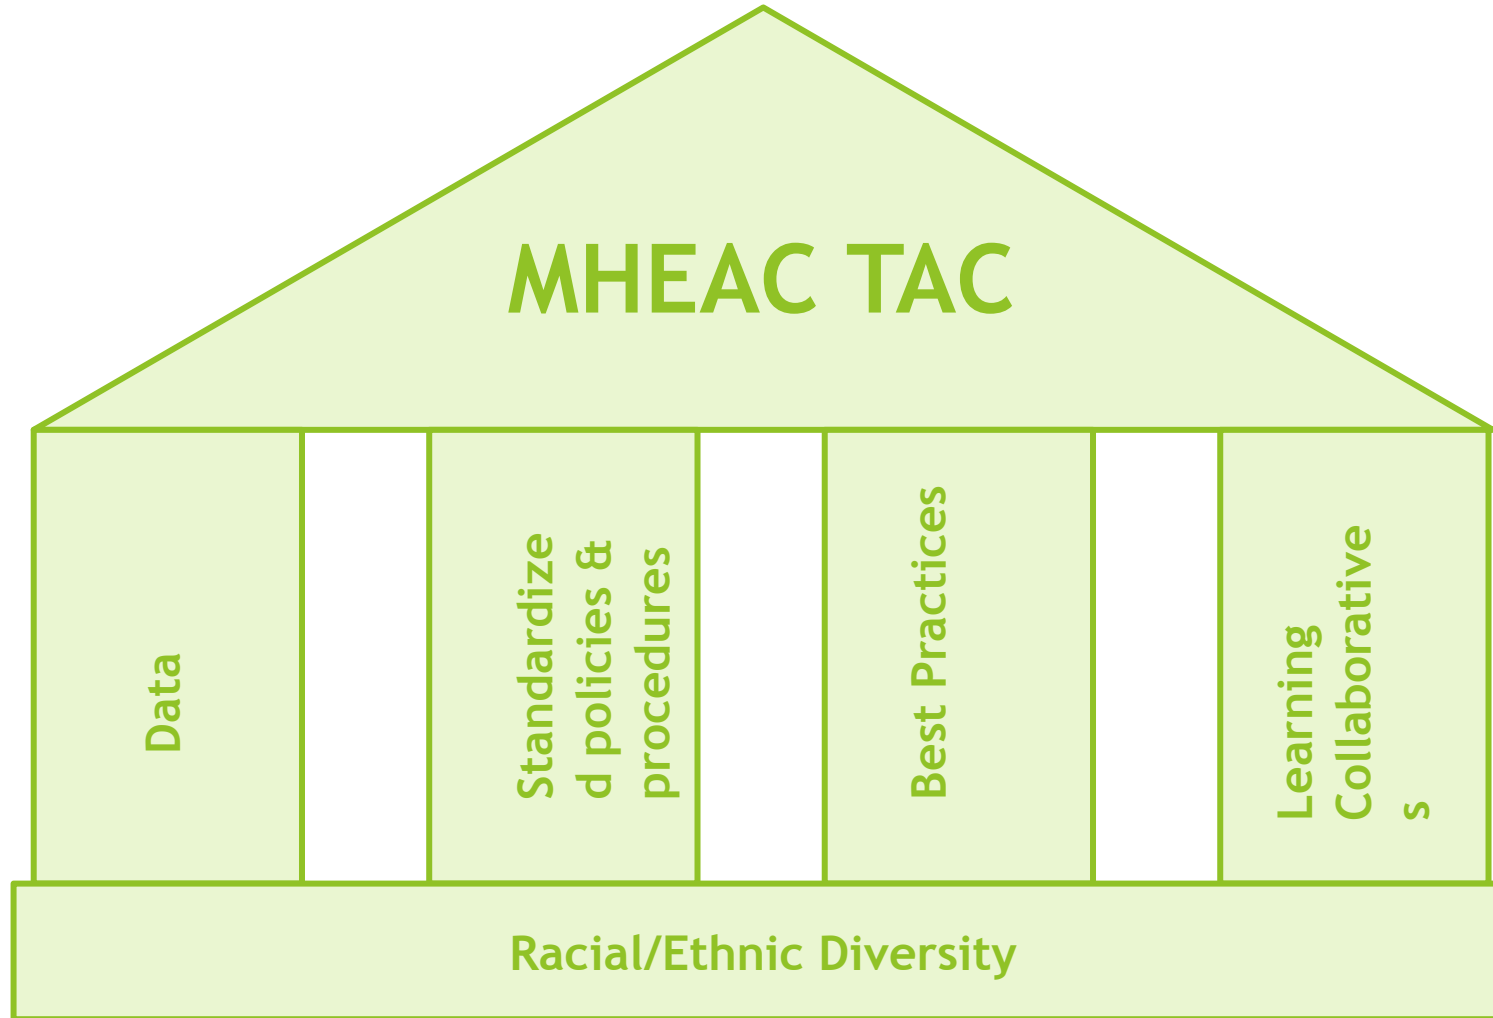 MHEAC TAC
Data
Standardize
d policies &
procedures
Best Practices
Learning
Collaborative
s
Racial/Ethnic Diversity